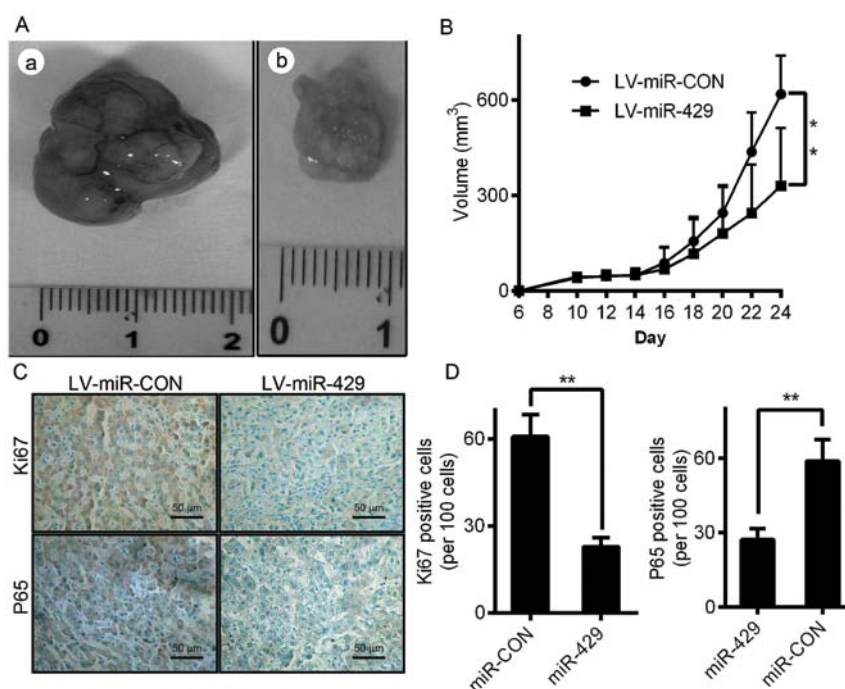 A
a
b
0 1 2
0 1
B
Volume (mm³)
600
300
0
LV-miR-CON
LV-miR-429
* *
6 8 10 12 14 16 18 20 22 24
Day
C
LV-miR-CON LV-miR-429
Ki67
50 µm
50 µm
P65
50 µm
50 µm
D
Ki67 positive cells
(per 100 cells)
60
30
0
**
miR-CON
miR-429
P65 positive cells
(per 100 cells)
60
30
0
**
miR-429
miR-CON